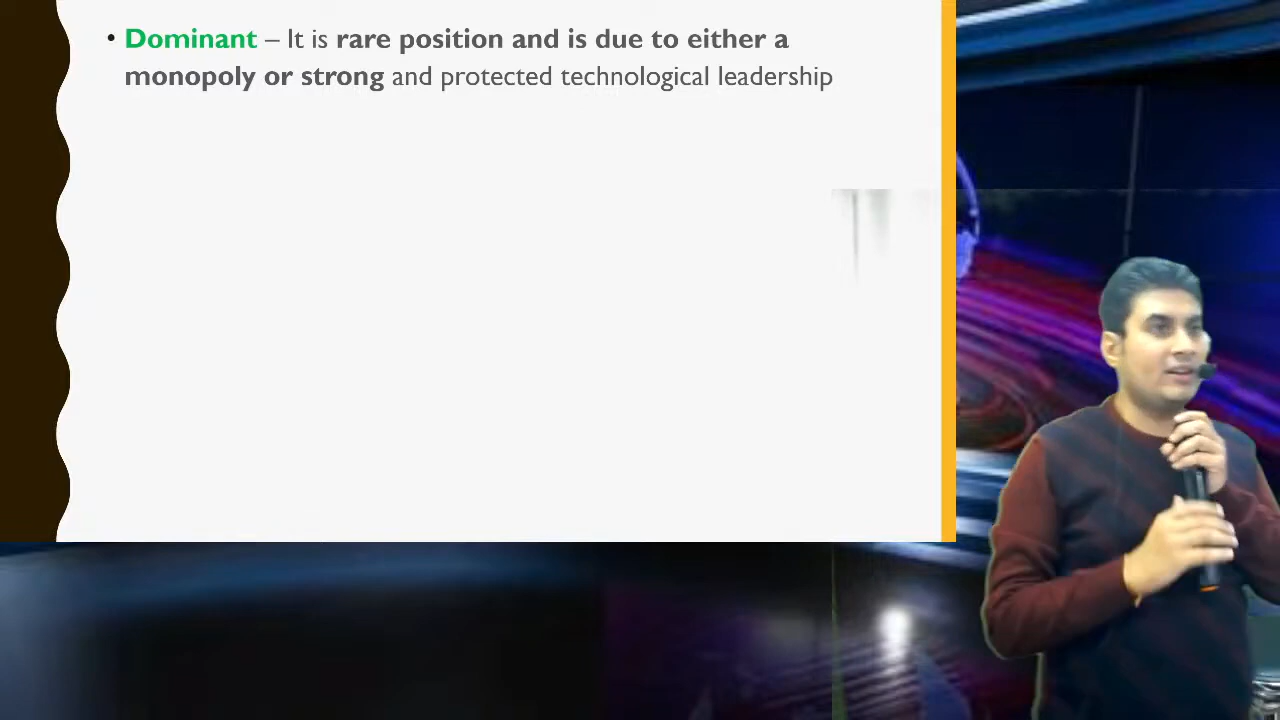 • Dominant – It is rare position and is due to either a
monopoly or strong and protected technological leadership